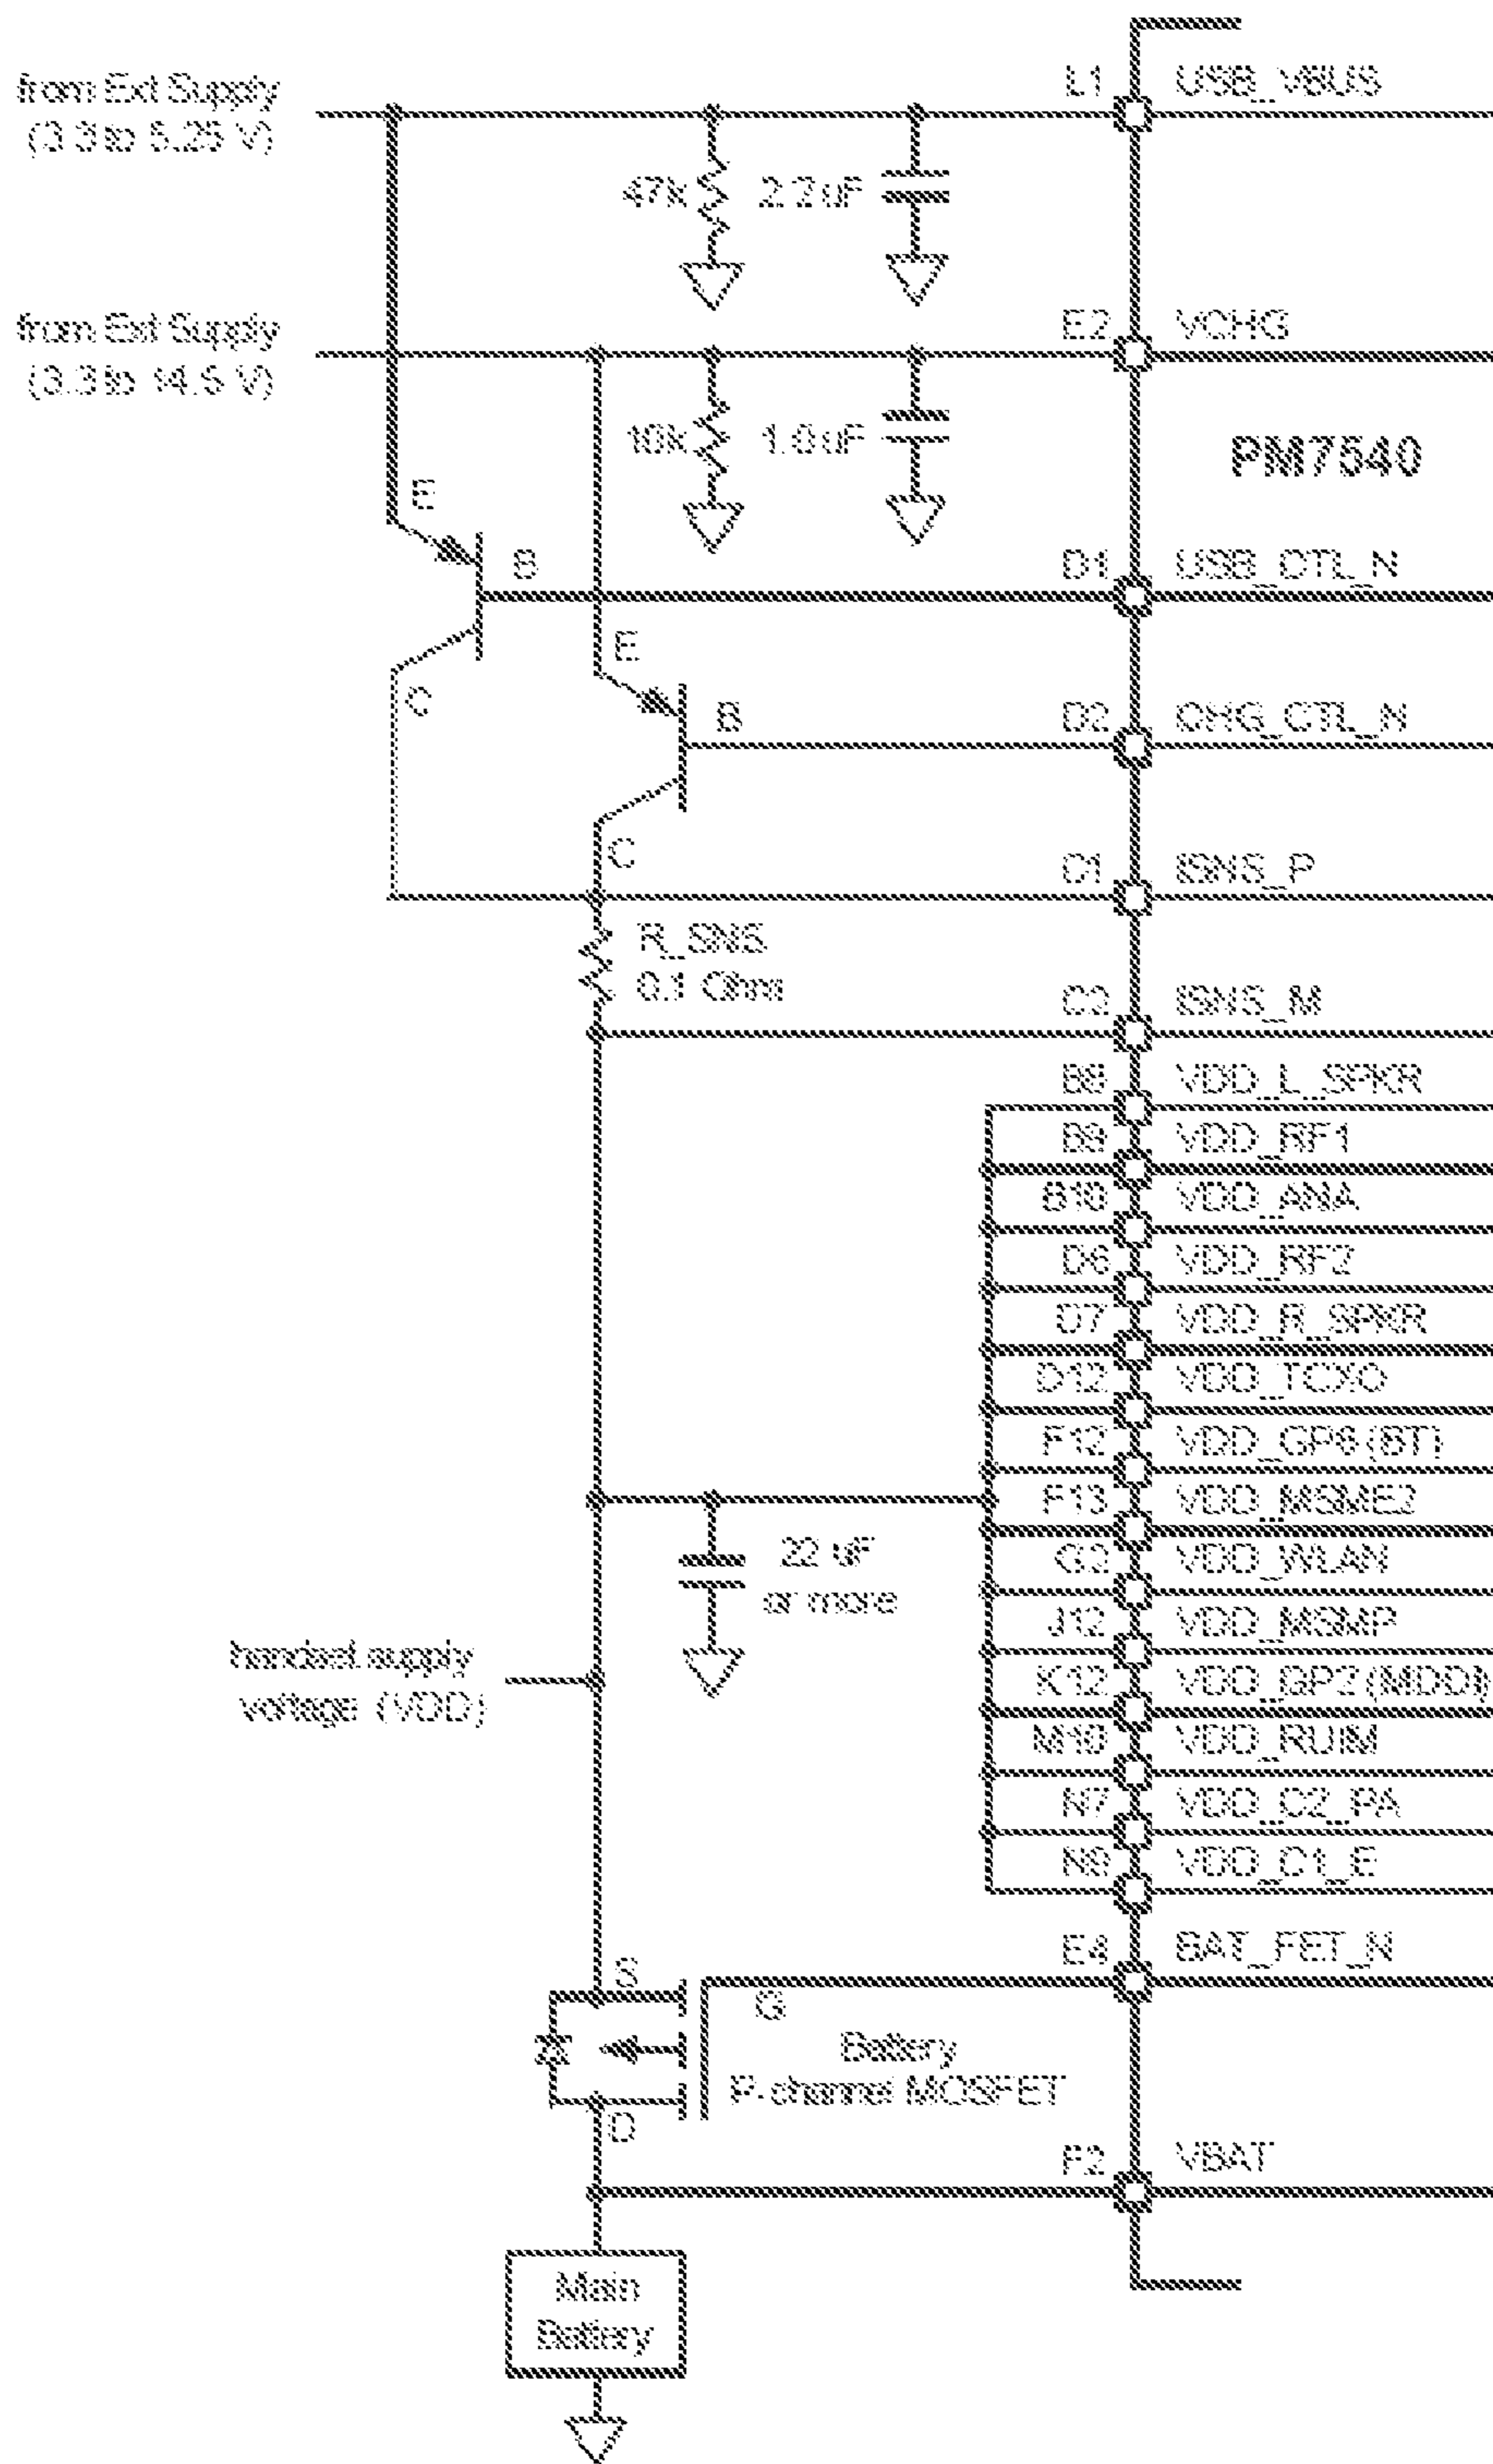 L1 USB_VBUS
from Ext Supply
(3.3 to 5.25 V)
47k 2.2 uF
from Ext Supply
(3.3 to 14.5 V)
E2 VCHG
10k 1.0 uF
PM7540
E
B
D1 USB_CTL_N
C
E
B
D2 CHG_CTL_N
C
C1 ISNS_P
R_SNS
0.1 Ohm
C2 ISNS_M
B8 VDD_L_SPKR
B9 VDD_RF1
B10 VDD_ANA
D6 VDD_RF2
D7 VDD_R_SPKR
D12 VDD_TCXO
F12 VDD_GP6 (BT)
F13 VDD_MSME2
22 uF
or more
G2 VDD_WLAN
J12 VDD_MSMP
handset supply
voltage (VDD)
K12 VDD_GP2 (MDDI)
M10 VDD_RUIM
N7 VDD_C2_PA
N9 VDD_C1_E
E4 BAT_FET_N
S
G
Battery
P-channel MOSFET
D
F2 VBAT
Main
Battery